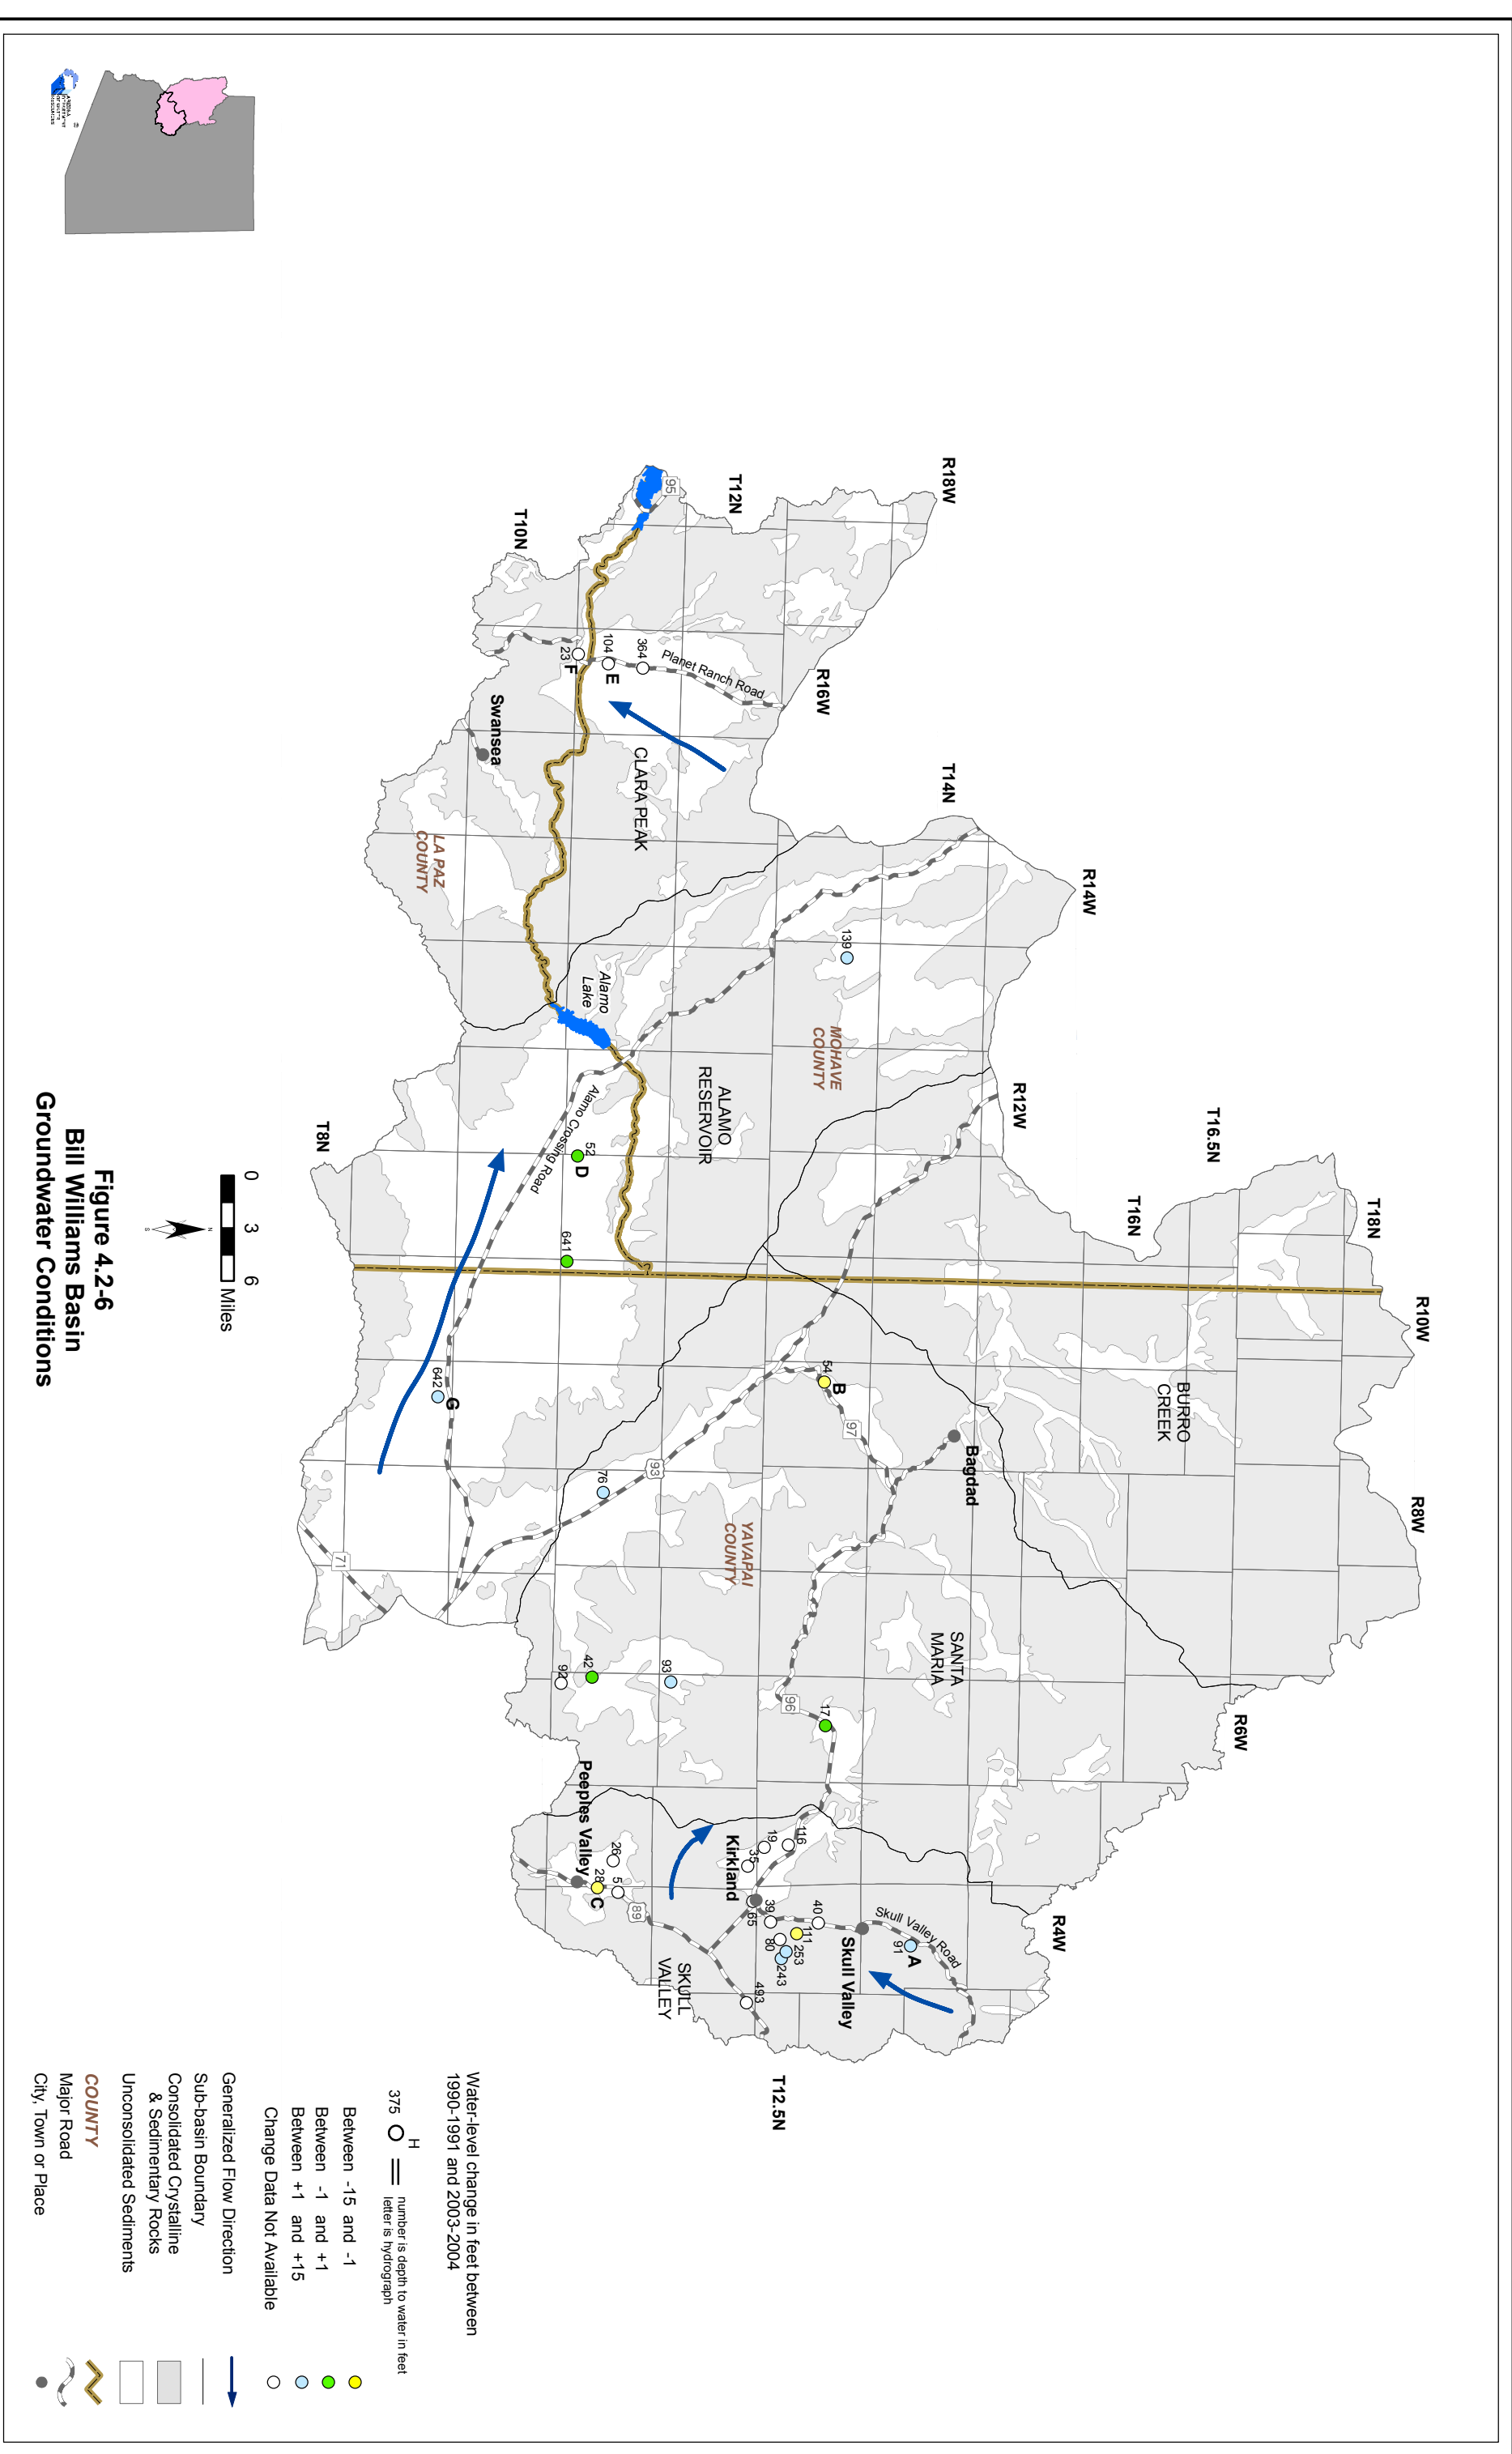 R18W
T12N
95
T10N
R16W
Planet Ranch Road
364
104
E
23
F
Swansea
CLARA PEAK
LA PAZ
COUNTY
T14N
R14W
139
MOHAVE
COUNTY
Alamo
Lake
ALAMO
RESERVOIR
Alamo Crossing Road
52
D
641
R12W
T16.5N
T16N
T18N
R10W
T8N
54
B
97
BURRO
CREEK
Bagdad
642
G
93
76
71
R8W
YAVAPAI
COUNTY
SANTA
MARIA
93
42
92
96
17
R6W
Peeples Valley
26
28
C
5
89
116
19
35
Kirkland
65
39
40
111
80
253
243
493
Skull Valley
Skull Valley Road
91
A
SKULL
VALLEY
R4W
T12.5N
0
3
6
Miles
N
S
Figure 4.2-6
Bill Williams Basin
Groundwater Conditions
Water-level change in feet between
1990-1991 and 2003-2004
H
375
number is depth to water in feet
letter is hydrograph
Between -15 and -1
Between -1 and +1
Between +1 and +15
Change Data Not Available
Generalized Flow Direction
Sub-basin Boundary
Consolidated Crystalline
& Sedimentary Rocks
Unconsolidated Sediments
COUNTY
Major Road
City, Town or Place